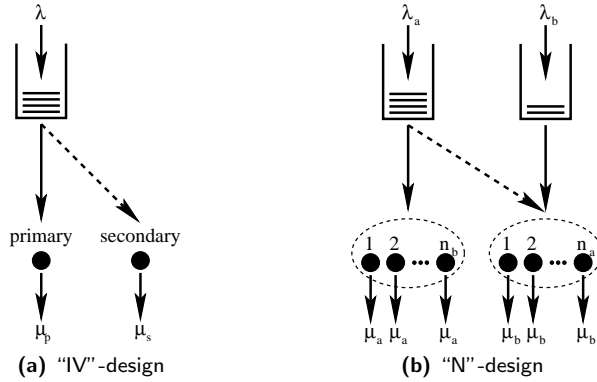 λ
λa
λb
primary
secondary
1
2
nb
1
2
na
μp
μs
μa
μa
μa
μb
μb
μb
(a) “IV”-design
(b) “N”-design